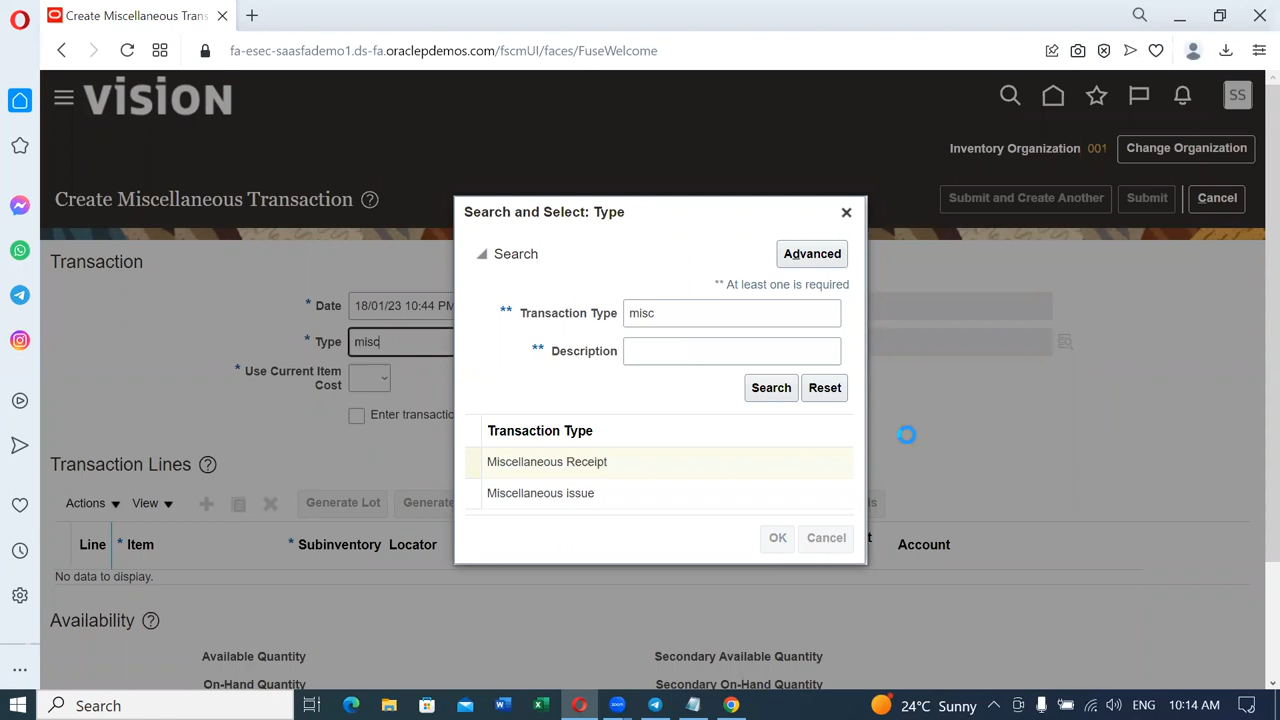 Create Miscellaneous Trans
fa-esec-saasfademo1.ds-fa.oraclepdemos.com/fscmUI/faces/FuseWelcome
VISION
SS
Inventory Organization 001 Change Organization
Create Miscellaneous Transaction ?
Submit and Create Another Submit Cancel
Transaction
* Date 18/01/23 10:44 PM
* Type misc
* Use Current Item
Cost
Enter transactio
Search and Select: Type
Search
Advanced
** At least one is required
** Transaction Type misc
** Description
Search Reset
Transaction Type
Miscellaneous Receipt
Miscellaneous issue
OK Cancel
Transaction Lines ?
Actions View Generate Lot Genera
Line * Item * Subinventory Locator Account
No data to display.
Availability ?
Available Quantity Secondary Available Quantity
On-Hand Quantity Secondary On-Hand Quantity
Search
24°C Sunny ENG 10:14 AM